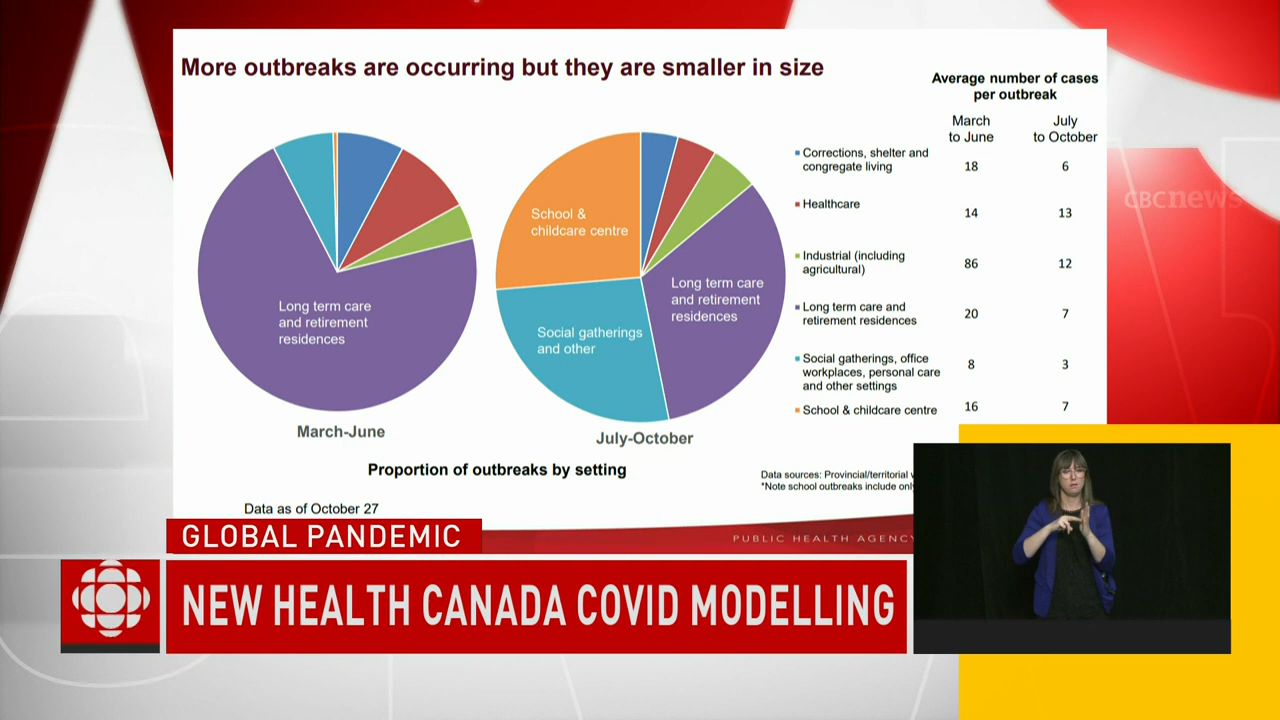 More outbreaks are occurring but they are smaller in size
Average number of cases
per outbreak
March
to June
July
to October
Corrections, shelter and
congregate living
18
6
Healthcare
14
13
Industrial (including
agricultural)
86
12
Long term care and
retirement residences
20
7
Social gatherings, office
workplaces, personal care
and other settings
8
3
School & childcare centre
16
7
Long term care
and retirement
residences
March-June
School &
childcare centre
Long term care
and retirement
residences
Social gatherings
and other
July-October
Proportion of outbreaks by setting
Data sources: Provincial/territorial
*Note school outbreaks include
Data as of October 27
PUBLIC HEALTH AGENCY
CBC news
GLOBAL PANDEMIC
NEW HEALTH CANADA COVID MODELLING